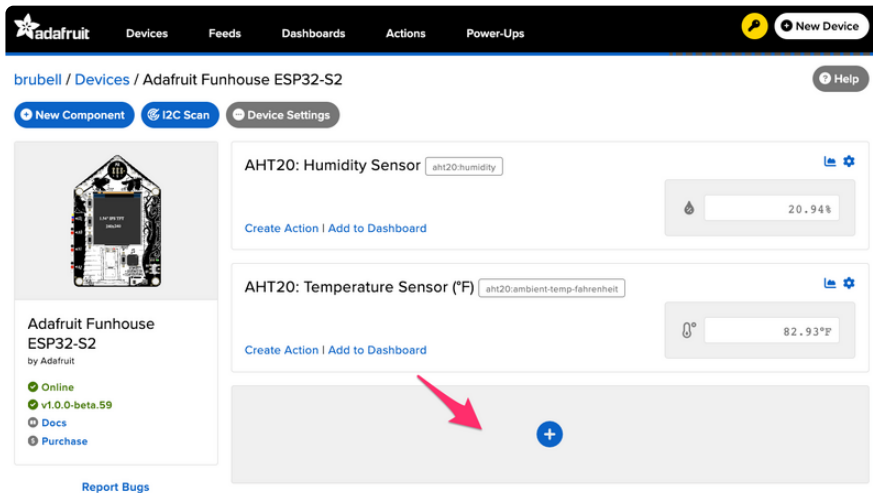 adafruit Devices Feeds Dashboards Actions Power-Ups New Device
brubell / Devices / Adafruit Funhouse ESP32-S2 Help
New Component I2C Scan Device Settings
AHT20: Humidity Sensor aht20:humidity
20.94%
Create Action | Add to Dashboard
AHT20: Temperature Sensor (°F) aht20:ambient-temp-fahrenheit
82.93°F
Create Action | Add to Dashboard
Adafruit Funhouse
ESP32-S2
by Adafruit
Online
v1.0.0-beta.59
Docs
Purchase
Report Bugs